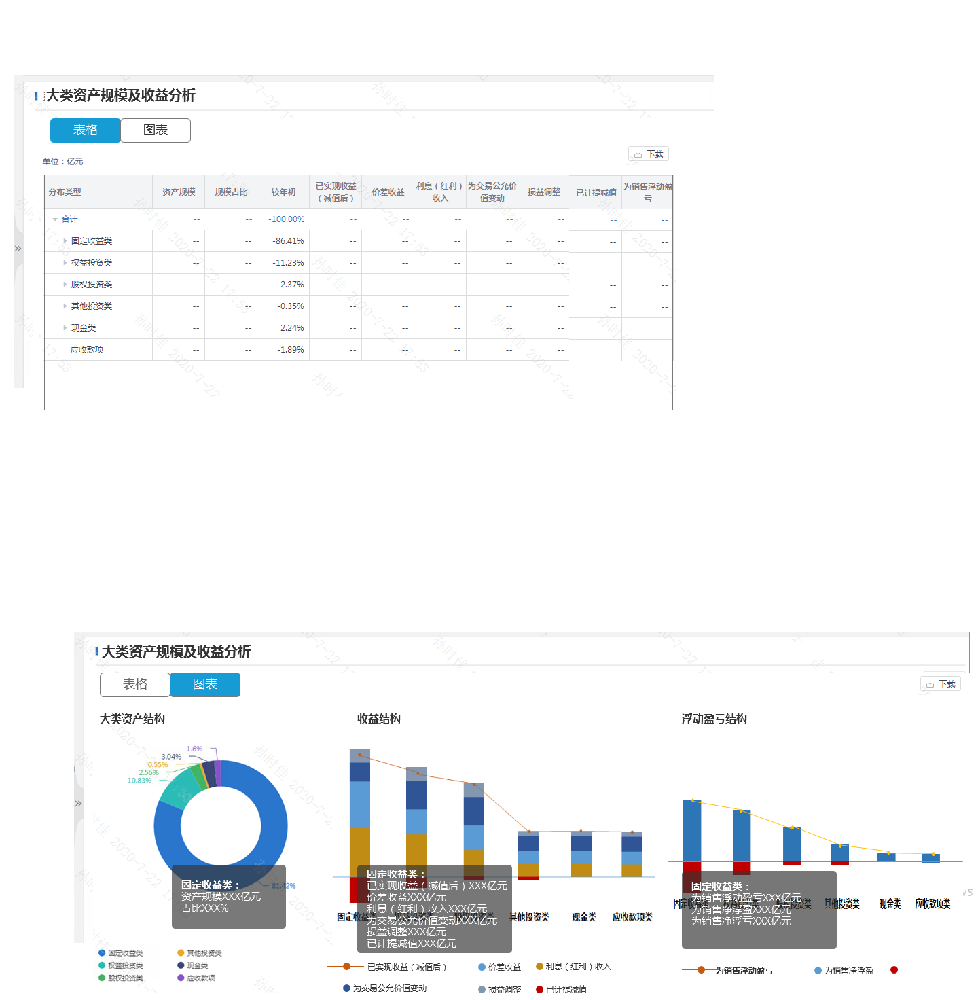 大类资产规模及收益分析
表格 图表
下载
单位：亿元
分布类型 资产规模 规模占比 较年初 已实现收益（减值后） 价差收益 利息（红利）收入 为交易公允价值变动 损益调整 已计提减值 为销售浮动盈亏
合计 -- -- -100.00% -- -- -- -- -- -- --
固定收益类 -- -- -86.41% -- -- -- -- -- -- --
权益投资类 -- -- -11.23% -- -- -- -- -- -- --
股权投资类 -- -- -2.37% -- -- -- -- -- -- --
其他投资类 -- -- -0.35% -- -- -- -- -- -- --
现金类 -- -- 2.24% -- -- -- -- -- -- --
应收款项 -- -- -1.89% -- -- -- -- -- -- --
孙时佳 2020-7-22 17:53
大类资产规模及收益分析
表格 图表
下载
大类资产结构
1.6%
3.04%
0.55%
2.56%
10.83%
81.42%
固定收益类：
资产规模XXX亿元
占比XXX%
固定收益类 其他投资类
权益投资类 现金类
股权投资类 应收款项
收益结构
固定收益类：
已实现收益（减值后）XXX亿元
价差收益XXX亿元
利息（红利）收入XXX亿元
为交易公允价值变动XXX亿元
损益调整XXX亿元
已计提减值XXX亿元
固定收益类 其他投资类 现金类 应收款项类
已实现收益（减值后） 价差收益 利息（红利）收入
为交易公允价值变动 损益调整 已计提减值
浮动盈亏结构
固定收益类：
为销售浮动盈亏XXX亿元
为销售净浮盈XXX亿元
为销售净浮亏XXX亿元
其他投资类 现金类 应收款项类
为销售浮动盈亏 为销售净浮盈